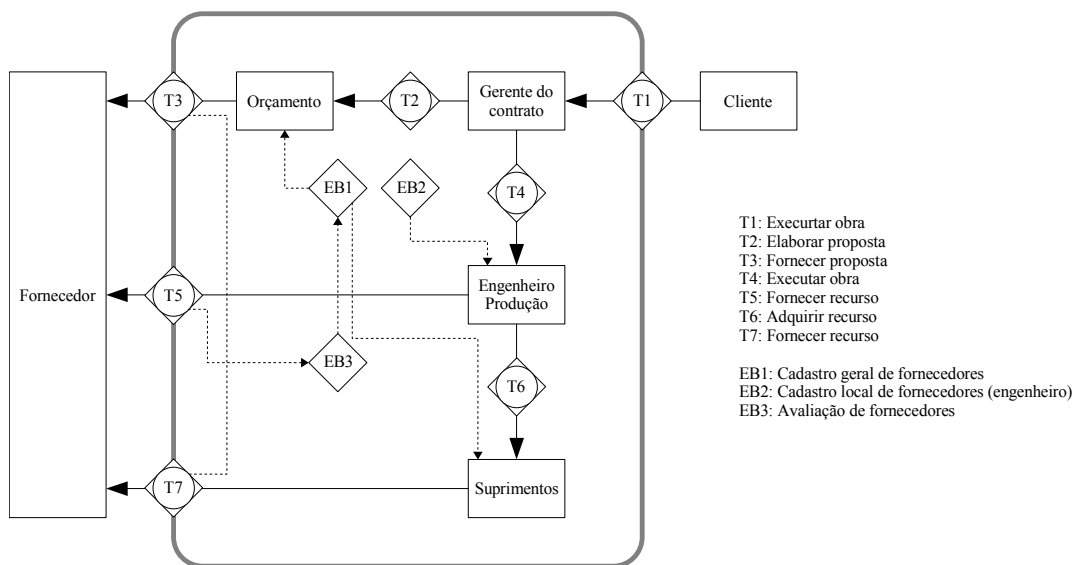 T3
Orçamento
T2
Gerente do
contrato
T1
Cliente
EB1
EB2
T4
Fornecedor
T5
Engenheiro
Produção
EB3
T6
T7
Suprimentos
T1: Execurtar obra
T2: Elaborar proposta
T3: Fornecer proposta
T4: Executar obra
T5: Fornecer recurso
T6: Adquirir recurso
T7: Fornecer recurso
EB1: Cadastro geral de fornecedores
EB2: Cadastro local de fornecedores (engenheiro)
EB3: Avaliação de fornecedores